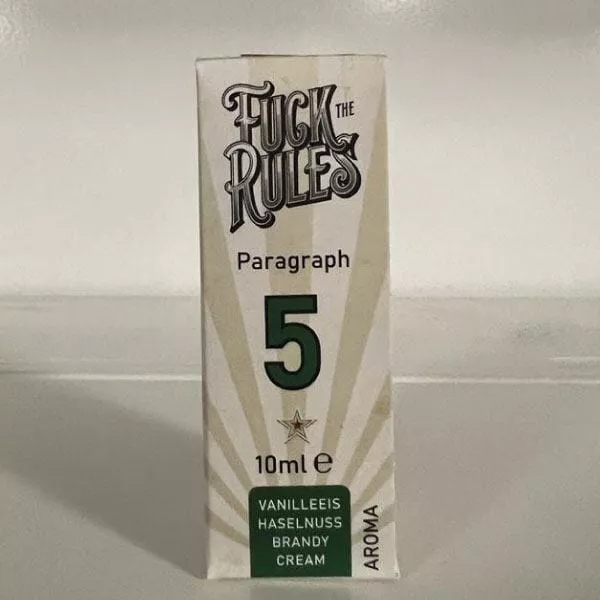 FUCK THE
RULES
Paragraph
5
10ml ℮
VANILLEEIS
HASELNUSS
BRANDY
CREAM
AROMA